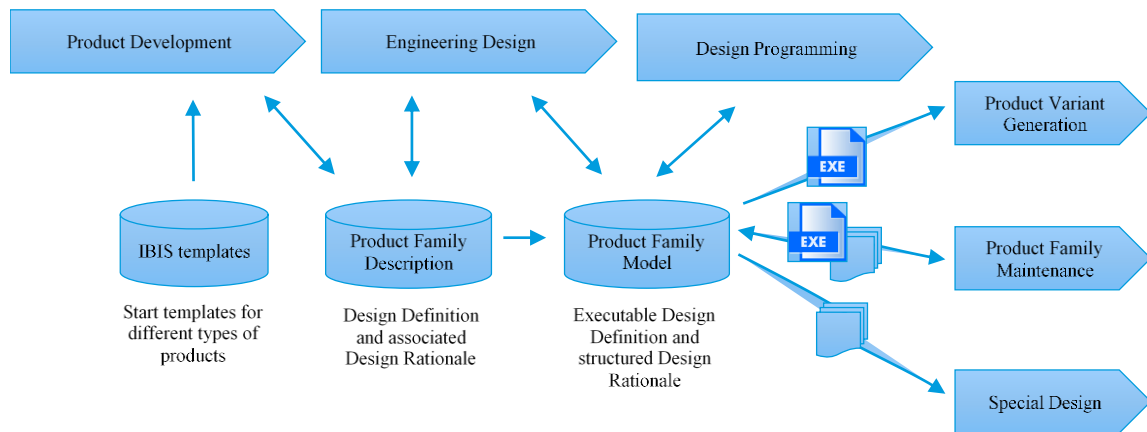 Product Development
Engineering Design
Design Programming
Product Variant
Generation
EXE
IBIS templates
Product Family
Description
Product Family
Model
EXE
Product Family
Maintenance
Start templates for
different types of
products
Design Definition
and associated
Design Rationale
Executable Design
Definition and
structured Design
Rationale
Special Design